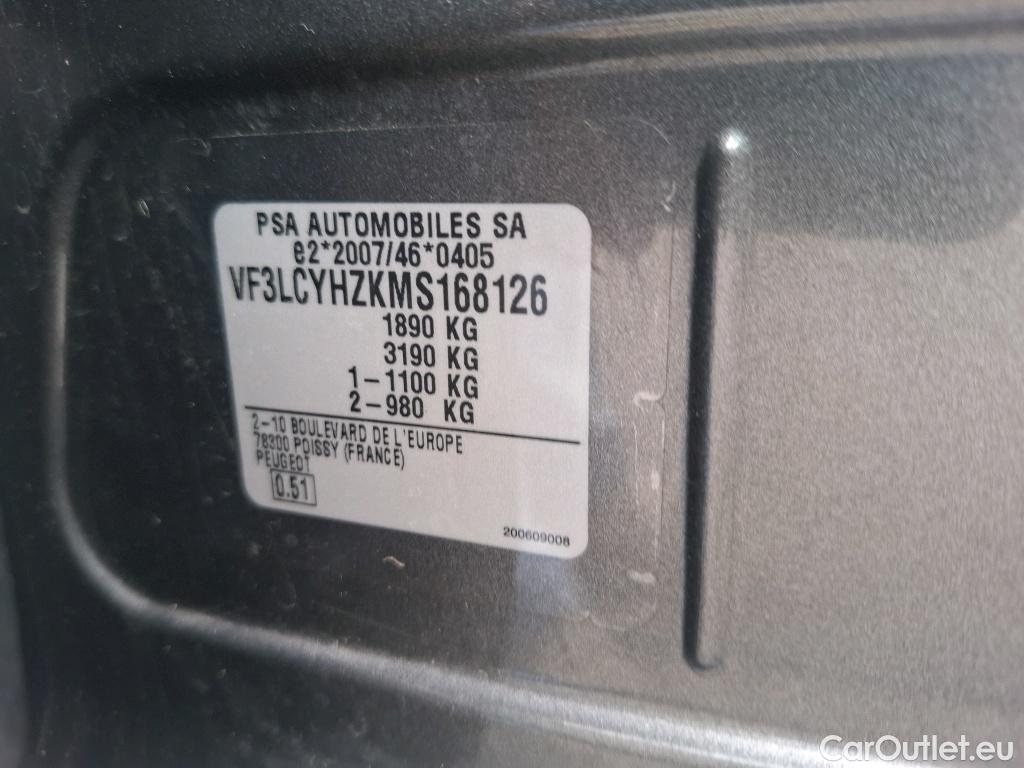 PSA AUTOMOBILES SA
e2*2007/46*0405
VF3LCYHZKMS168126
1890 KG
3190 KG
1-1100 KG
2-980 KG
2-10 BOULEVARD DE L'EUROPE
78300 POISSY (FRANCE)
PEUGEOT
0.51
200609008
CarOutlet.eu